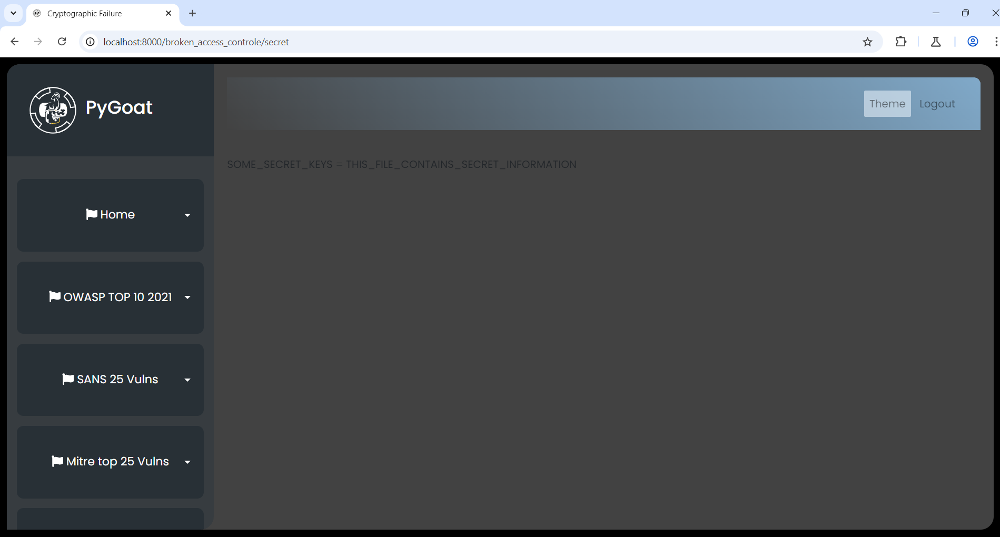 Cryptographic Failure
localhost:8000/broken_access_controle/secret
PyGoat
Theme Logout
SOME_SECRET_KEYS = THIS_FILE_CONTAINS_SECRET_INFORMATION
Home
OWASP TOP 10 2021
SANS 25 Vulns
Mitre top 25 Vulns